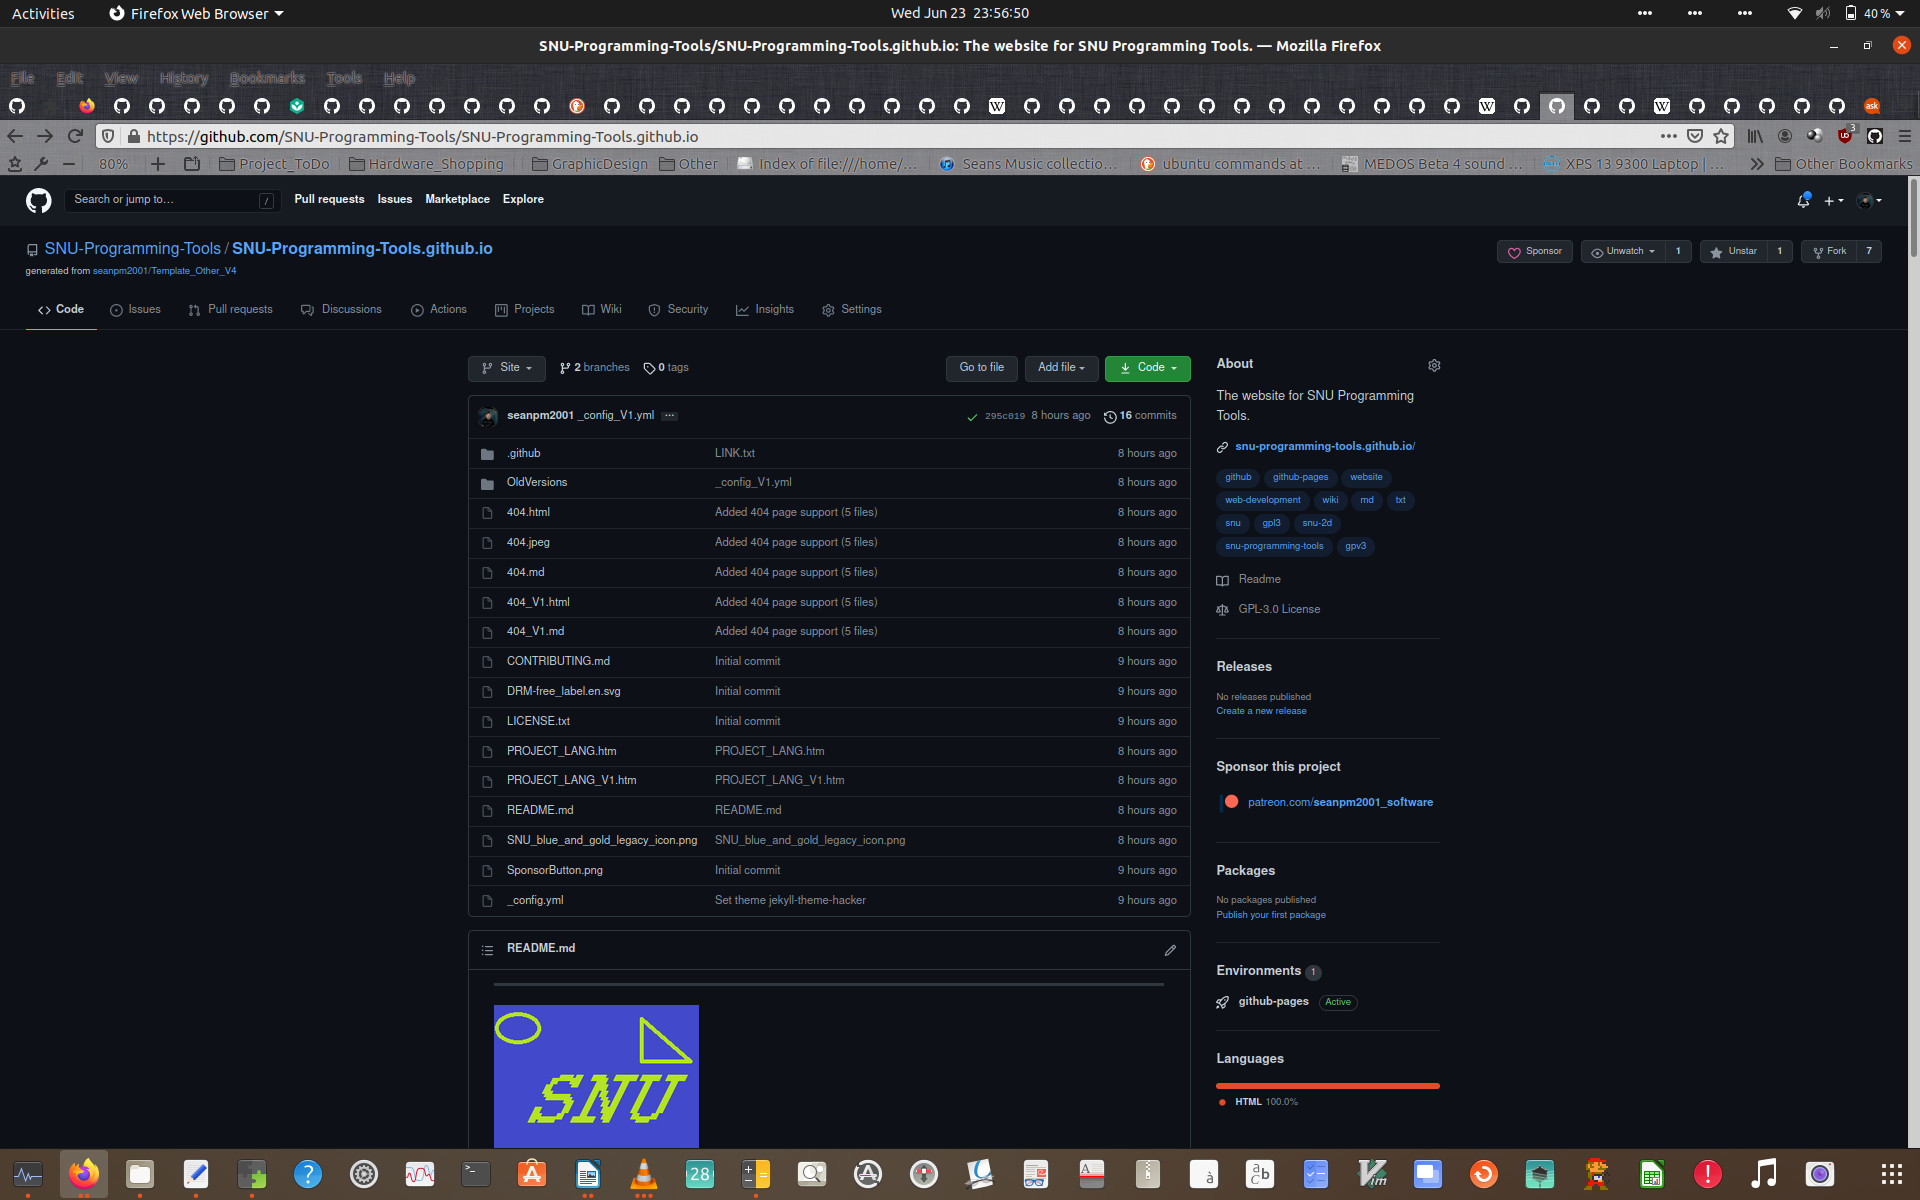 Activities Firefox Web Browser Wed Jun 23 23:56:50 40 %
SNU-Programming-Tools/SNU-Programming-Tools.github.io: The website for SNU Programming Tools. — Mozilla Firefox
File Edit View History Bookmarks Tools Help
https://github.com/SNU-Programming-Tools/SNU-Programming-Tools.github.io 3
80% Project_ToDo Hardware_Shopping GraphicDesign Other Index of file:///home/... Seans Music collectio... ubuntu commands at ... MEDOS Beta 4 sound ... XPS 13 9300 Laptop | ... Other Bookmarks
Search or jump to... / Pull requests Issues Marketplace Explore
SNU-Programming-Tools / SNU-Programming-Tools.github.io Sponsor Unwatch 1 Unstar 1 Fork 7
generated from seanpm2001/Template_Other_V4
Code Issues Pull requests Discussions Actions Projects Wiki Security Insights Settings
Site 2 branches 0 tags Go to file Add file Code
seanpm2001 _config_V1.yml ... 295c019 8 hours ago 16 commits
.github LINK.txt 8 hours ago
OldVersions _config_V1.yml 8 hours ago
404.html Added 404 page support (5 files) 8 hours ago
404.jpeg Added 404 page support (5 files) 8 hours ago
404.md Added 404 page support (5 files) 8 hours ago
404_V1.html Added 404 page support (5 files) 8 hours ago
404_V1.md Added 404 page support (5 files) 8 hours ago
CONTRIBUTING.md Initial commit 9 hours ago
DRM-free_label.en.svg Initial commit 9 hours ago
LICENSE.txt Initial commit 9 hours ago
PROJECT_LANG.htm PROJECT_LANG.htm 8 hours ago
PROJECT_LANG_V1.htm PROJECT_LANG_V1.htm 8 hours ago
README.md README.md 8 hours ago
SNU_blue_and_gold_legacy_icon.png SNU_blue_and_gold_legacy_icon.png 8 hours ago
SponsorButton.png Initial commit 9 hours ago
_config.yml Set theme jekyll-theme-hacker 9 hours ago
README.md
SNU
About
The website for SNU Programming
Tools.
snu-programming-tools.github.io/
github github-pages website
web-development wiki md txt
snu gpl3 snu-2d
snu-programming-tools gpv3
Readme
GPL-3.0 License
Releases
No releases published
Create a new release
Sponsor this project
patreon.com/seanpm2001_software
Packages
No packages published
Publish your first package
Environments 1
github-pages Active
Languages
HTML 100.0%
28